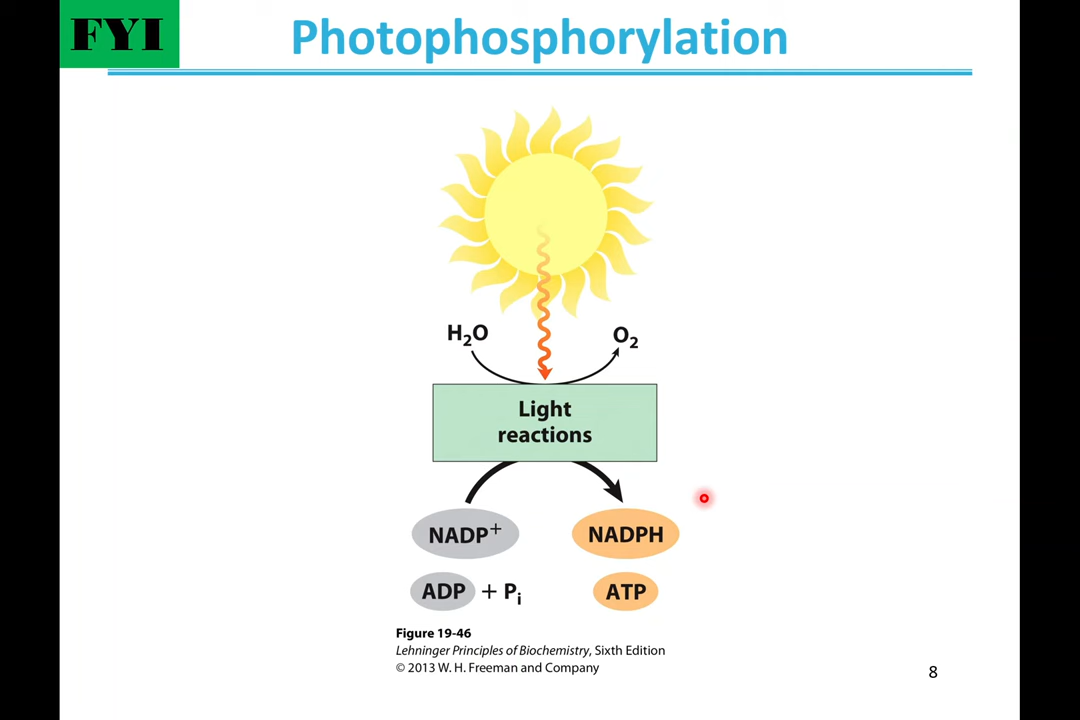 FYI
Photophosphorylation
H₂O
O₂
Light
reactions
NADP⁺
NADPH
ADP + Pᵢ
ATP
Figure 19-46
Lehninger Principles of Biochemistry, Sixth Edition
© 2013 W. H. Freeman and Company
8